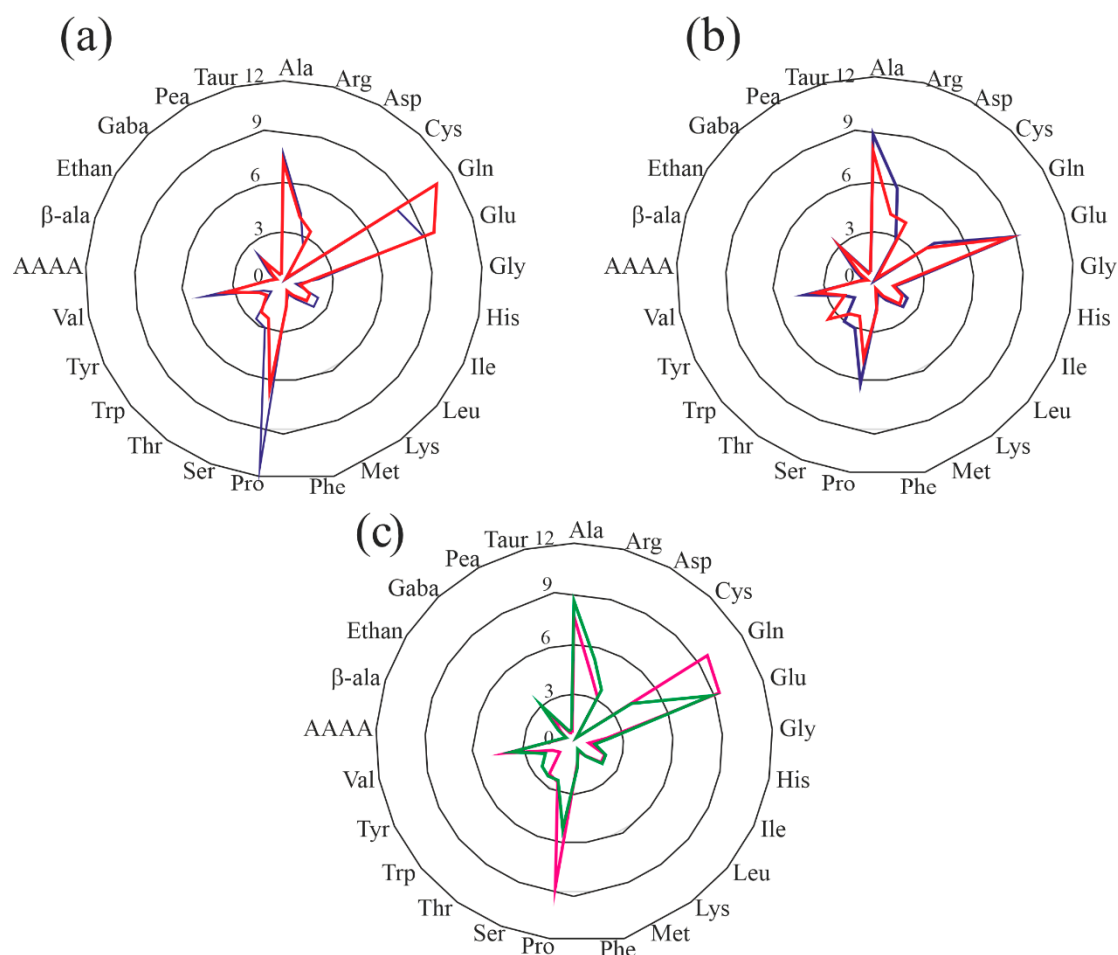 (a)
Taur 12 Ala
Pea Arg
Gaba Asp
Ethan Cys
β-ala Gln
AAAA Glu
Val Gly
Tyr His
Trp Ile
Thr Leu
Ser Lys
Pro Met
Phe
9
6
3
0
(b)
Taur 12 Ala
Pea Arg
Gaba Asp
Ethan Cys
β-ala Gln
AAAA Glu
Val Gly
Tyr His
Trp Ile
Thr Leu
Ser Lys
Pro Met
Phe
9
6
3
0
(c)
Taur 12 Ala
Pea Arg
Gaba Asp
Ethan Cys
β-ala Gln
AAAA Glu
Val Gly
Tyr His
Trp Ile
Thr Leu
Ser Lys
Pro Met
Phe
9
6
3
0